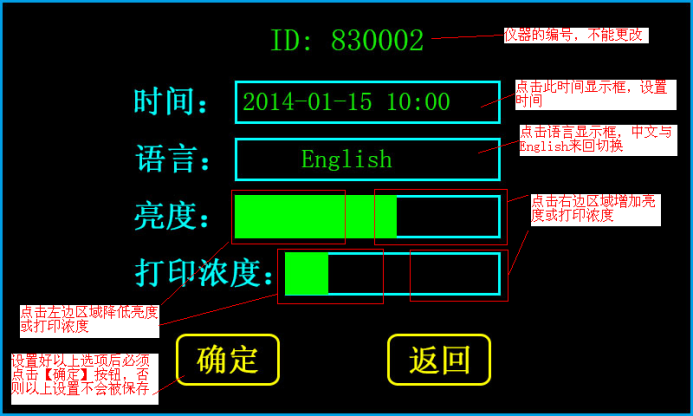 ID: 830002
仪器的编号，不能更改
时间：
2014-01-15 10:00
点击此时间显示框，设置
时间
语言：
English
点击语言显示框，中文与
English来回切换
亮度：
点击右边区域增加亮
度或打印浓度
打印浓度：
点击左边区域降低亮度
或打印浓度
确定
返回
设置好以上选项后必须
点击【确定】按钮，否
则以上设置不会被保存